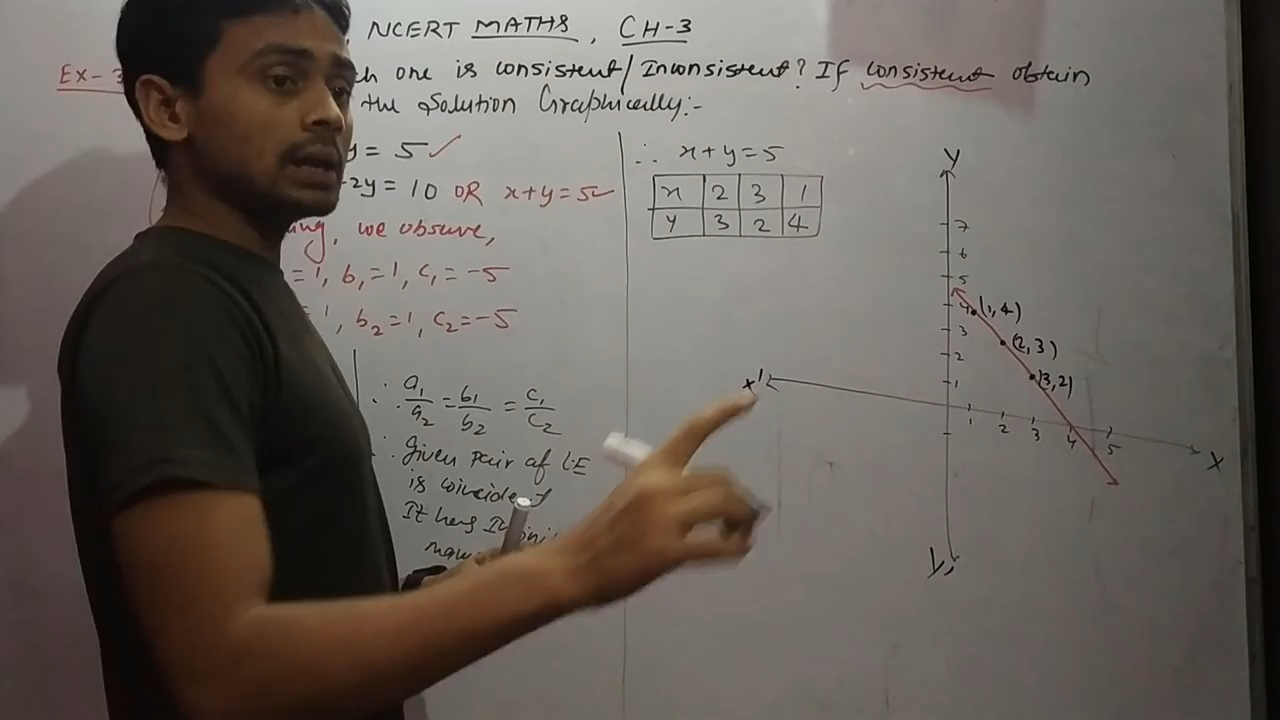 NCERT MATHS, CH-3
Ex-3
one is consistent/Inconsistent? If consistent obtain
the Solution Graphically:-
y = 5 ✓
2y = 10 OR x+y=5 ✓
we observe,
= 1, b₁=1, c₁=-5
1, b₂=1, c₂=-5
∴ a₁/a₂ = b₁/b₂ = c₁/c₂
∴ Given pair of LE
is
It has
∴ x+y=5
x 2 3 1
y 3 2 4
Y
7
6
5
4 (1,4)
3 (2,3)
2 (3,2)
1
x'
1 2 3 4 5
X
y'